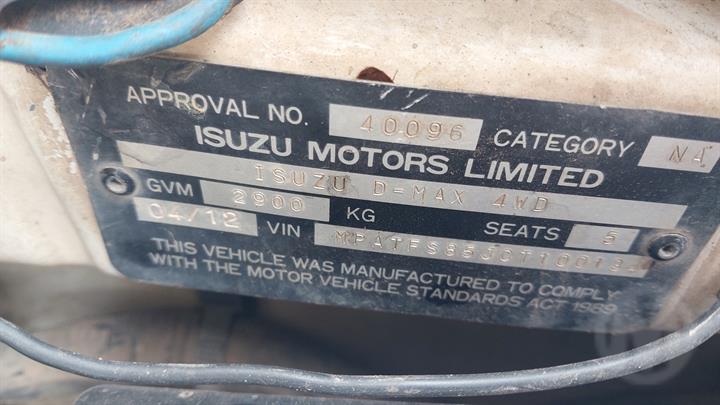 APPROVAL NO. 40096 CATEGORY NA
ISUZU MOTORS LIMITED
ISUZU D-MAX 4WD
GVM 2900 KG SEATS 5
04/12 VIN
THIS VEHICLE WAS MANUFACTURED TO COMPLY
WITH THE MOTOR VEHICLE STANDARDS ACT 1989